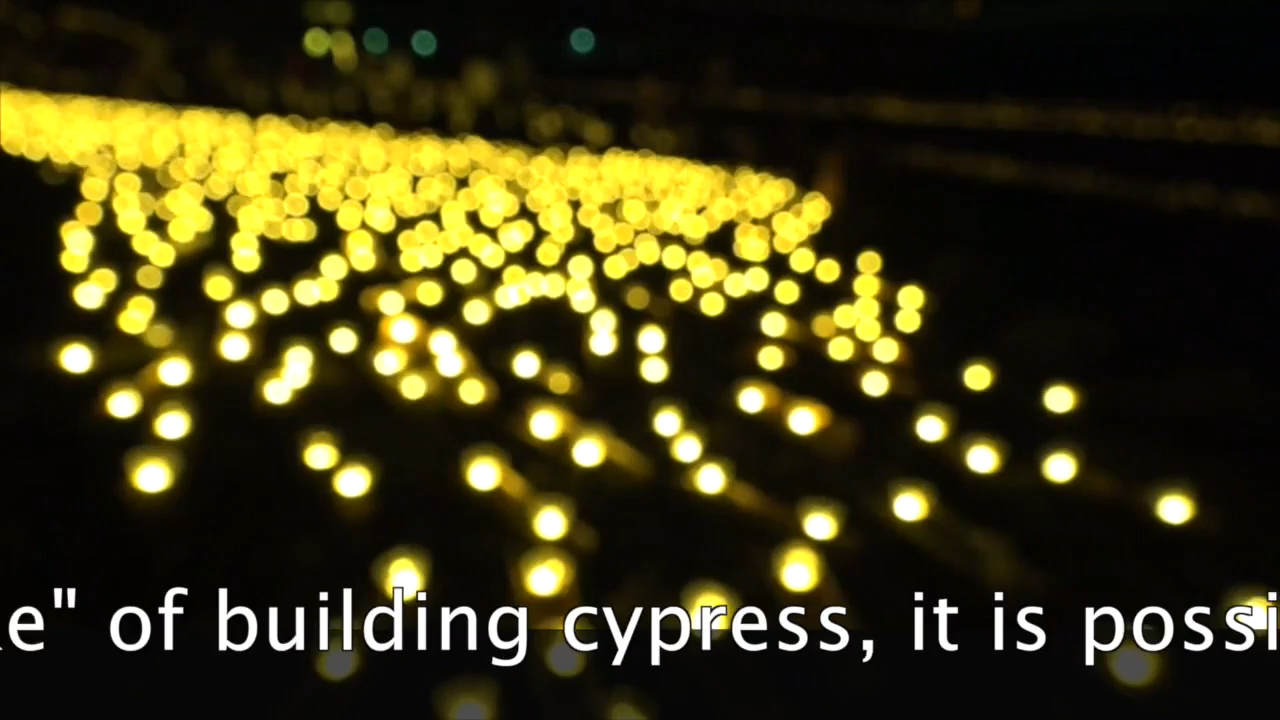 e" of building cypress, it is possi